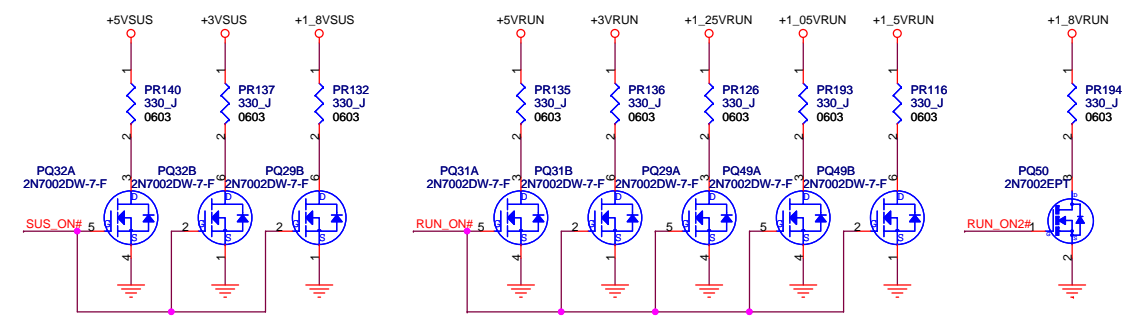 +5VSUS +3VSUS +1_8VSUS +5VRUN +3VRUN +1_25VRUN +1_05VRUN +1_5VRUN +1_8VRUN
1 1 1 1 1 1 1 1 1
PR140 PR137 PR132 PR135 PR136 PR126 PR193 PR116 PR194
330_J 330_J 330_J 330_J 330_J 330_J 330_J 330_J 330_J
0603 0603 0603 0603 0603 0603 0603 0603 0603
2 2 2 2 2 2 2 2 2
PQ32A PQ32B PQ29B PQ31A PQ31B PQ29A PQ49A PQ49B PQ50
2N7002DW-7-F 2N7002DW-7-F 2N7002DW-7-F 2N7002DW-7-F 2N7002DW-7-F 2N7002DW-7-F 2N7002DW-7-F 2N7002DW-7-F 2N7002EPT
3 6 6 3 6 3 3 6
D D D D D D D D D
SUS_ON# 5 2 2 RUN_ON# 5 2 5 5 2 RUN_ON2# 1
G G G G G G G G G
S S S S S S S S S
4 1 1 4 1 4 4 1 2